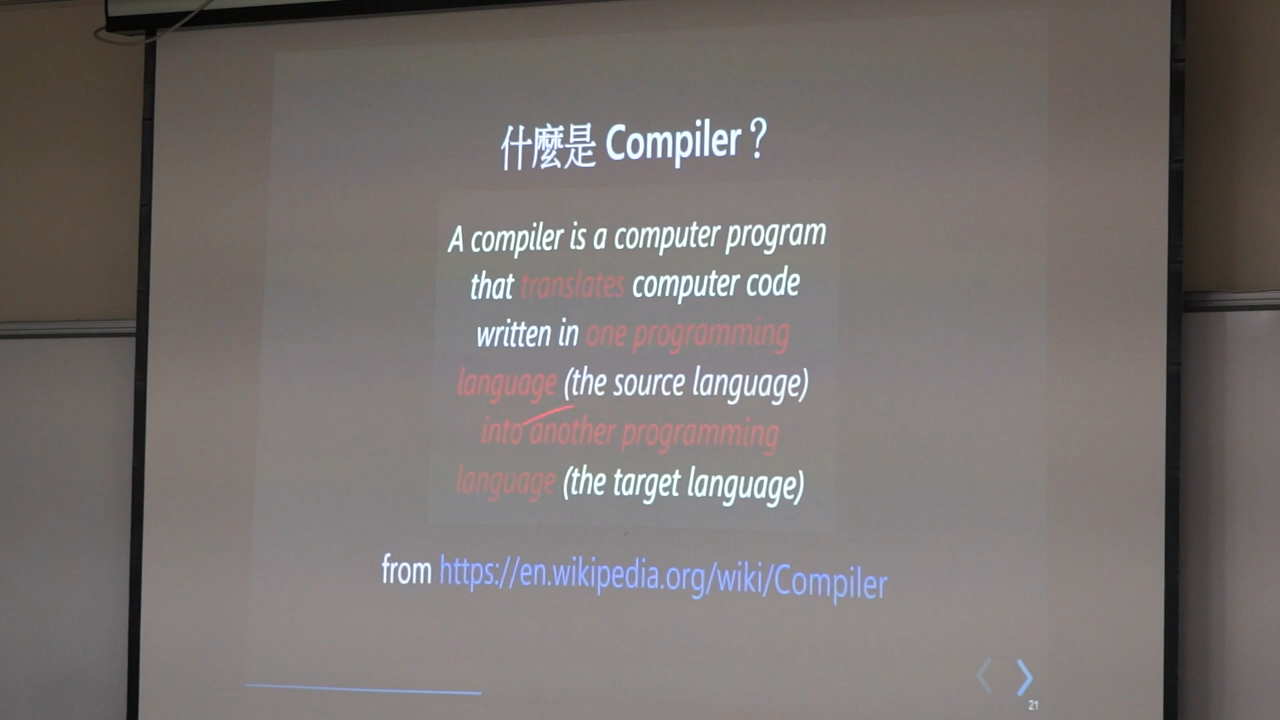 什麼是 Compiler？
A compiler is a computer program
that translates computer code
written in one programming
language (the source language)
into another programming
language (the target language)
from https://en.wikipedia.org/wiki/Compiler
21